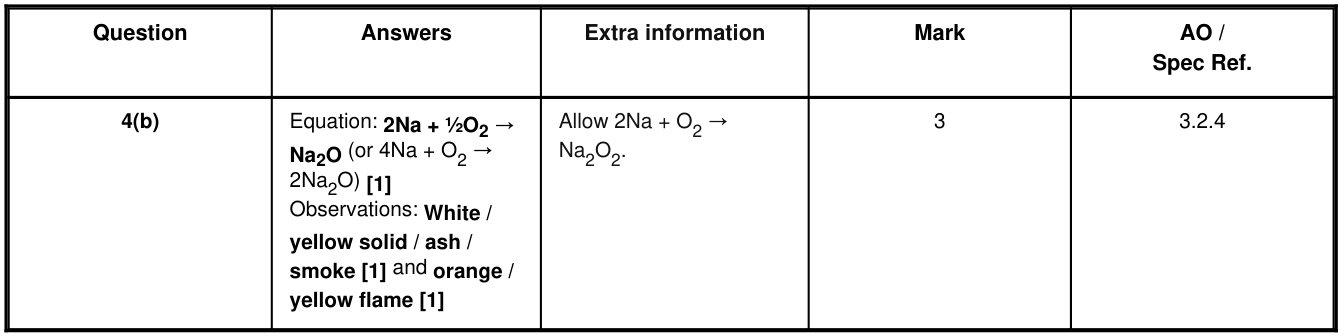 Question Answers Extra information Mark AO /
Spec Ref.
4(b) Equation: 2Na + ½O₂ → Allow 2Na + O₂ → 3 3.2.4
Na₂O (or 4Na + O₂ → Na₂O₂.
2Na₂O) [1]
Observations: White /
yellow solid / ash /
smoke [1] and orange /
yellow flame [1]